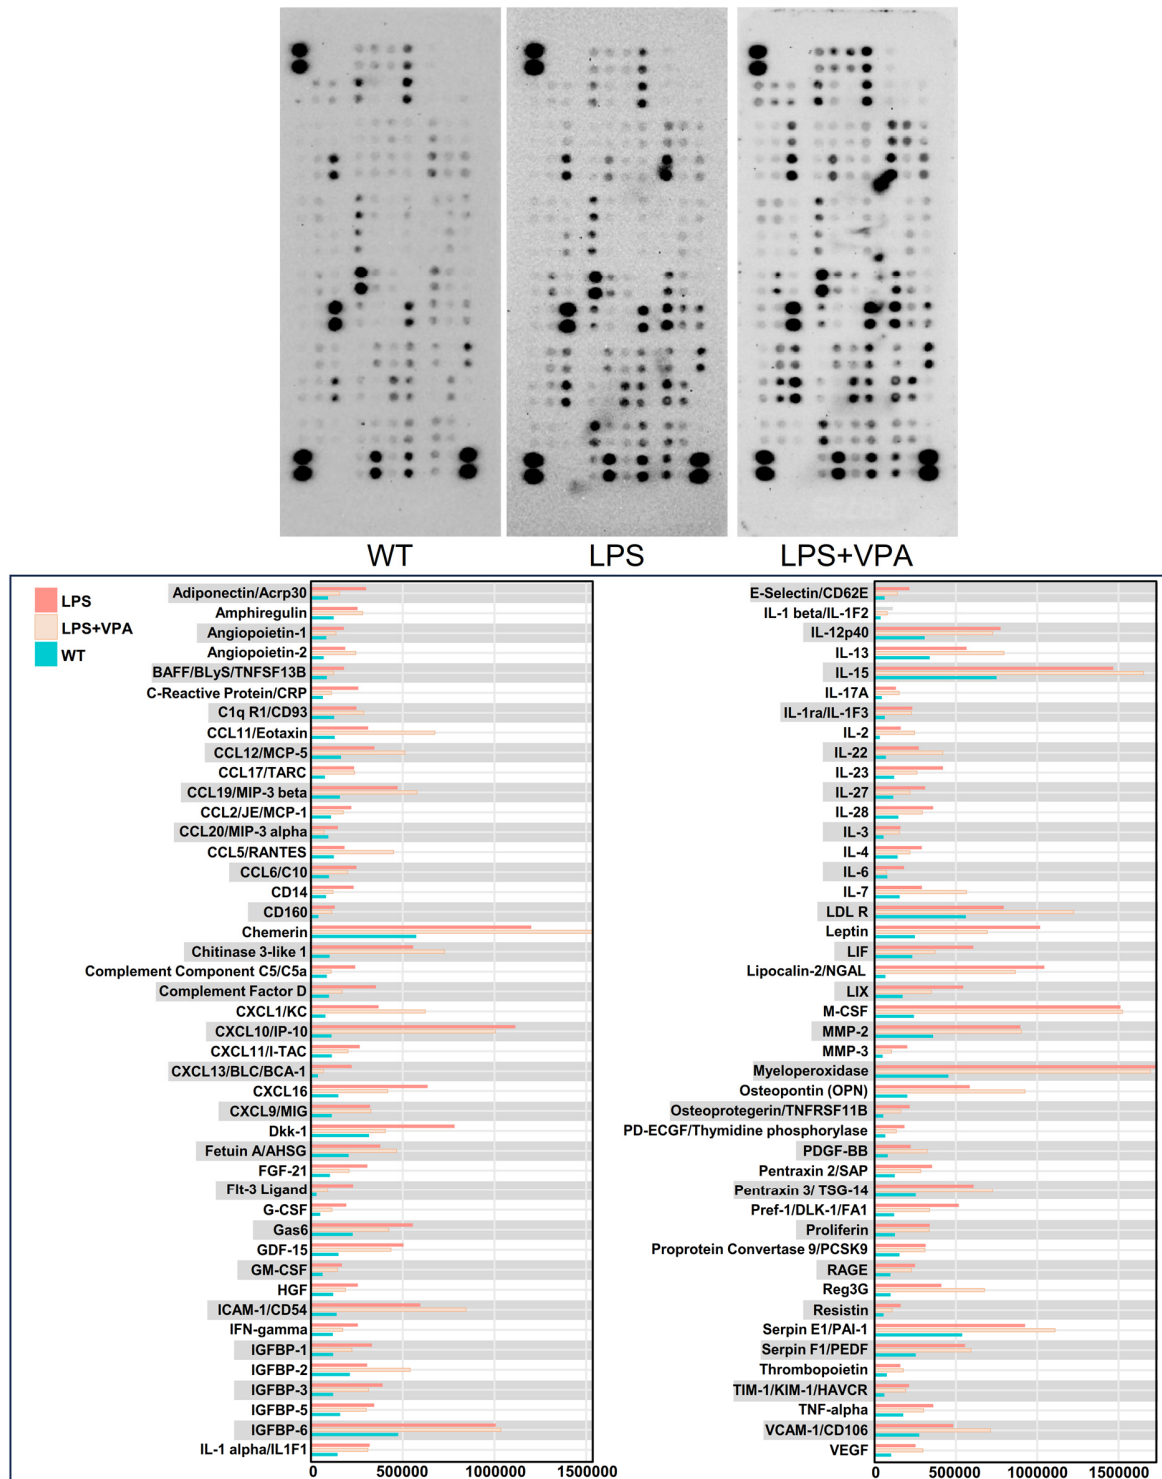 WT
LPS
LPS+VPA
LPS
LPS+VPA
WT
Adiponectin/Acrp30
Amphiregulin
Angiopoietin-1
Angiopoietin-2
BAFF/BLyS/TNFSF13B
C-Reactive Protein/CRP
C1q R1/CD93
CCL11/Eotaxin
CCL12/MCP-5
CCL17/TARC
CCL19/MIP-3 beta
CCL2/JE/MCP-1
CCL20/MIP-3 alpha
CCL5/RANTES
CCL6/C10
CD14
CD160
Chemerin
Chitinase 3-like 1
Complement Component C5/C5a
Complement Factor D
CXCL1/KC
CXCL10/IP-10
CXCL11/I-TAC
CXCL13/BLC/BCA-1
CXCL16
CXCL9/MIG
Dkk-1
Fetuin A/AHSG
FGF-21
Flt-3 Ligand
G-CSF
Gas6
GDF-15
GM-CSF
HGF
ICAM-1/CD54
IFN-gamma
IGFBP-1
IGFBP-2
IGFBP-3
IGFBP-5
IGFBP-6
IL-1 alpha/IL1F1
0 500000 1000000 1500000
E-Selectin/CD62E
IL-1 beta/IL-1F2
IL-12p40
IL-13
IL-15
IL-17A
IL-1ra/IL-1F3
IL-2
IL-22
IL-23
IL-27
IL-28
IL-3
IL-4
IL-6
IL-7
LDL R
Leptin
LIF
Lipocalin-2/NGAL
LIX
M-CSF
MMP-2
MMP-3
Myeloperoxidase
Osteopontin (OPN)
Osteoprotegerin/TNFRSF11B
PD-ECGF/Thymidine phosphorylase
PDGF-BB
Pentraxin 2/SAP
Pentraxin 3/ TSG-14
Pref-1/DLK-1/FA1
Proliferin
Proprotein Convertase 9/PCSK9
RAGE
Reg3G
Resistin
Serpin E1/PAI-1
Serpin F1/PEDF
Thrombopoietin
TIM-1/KIM-1/HAVCR
TNF-alpha
VCAM-1/CD106
VEGF
0 500000 1000000 1500000